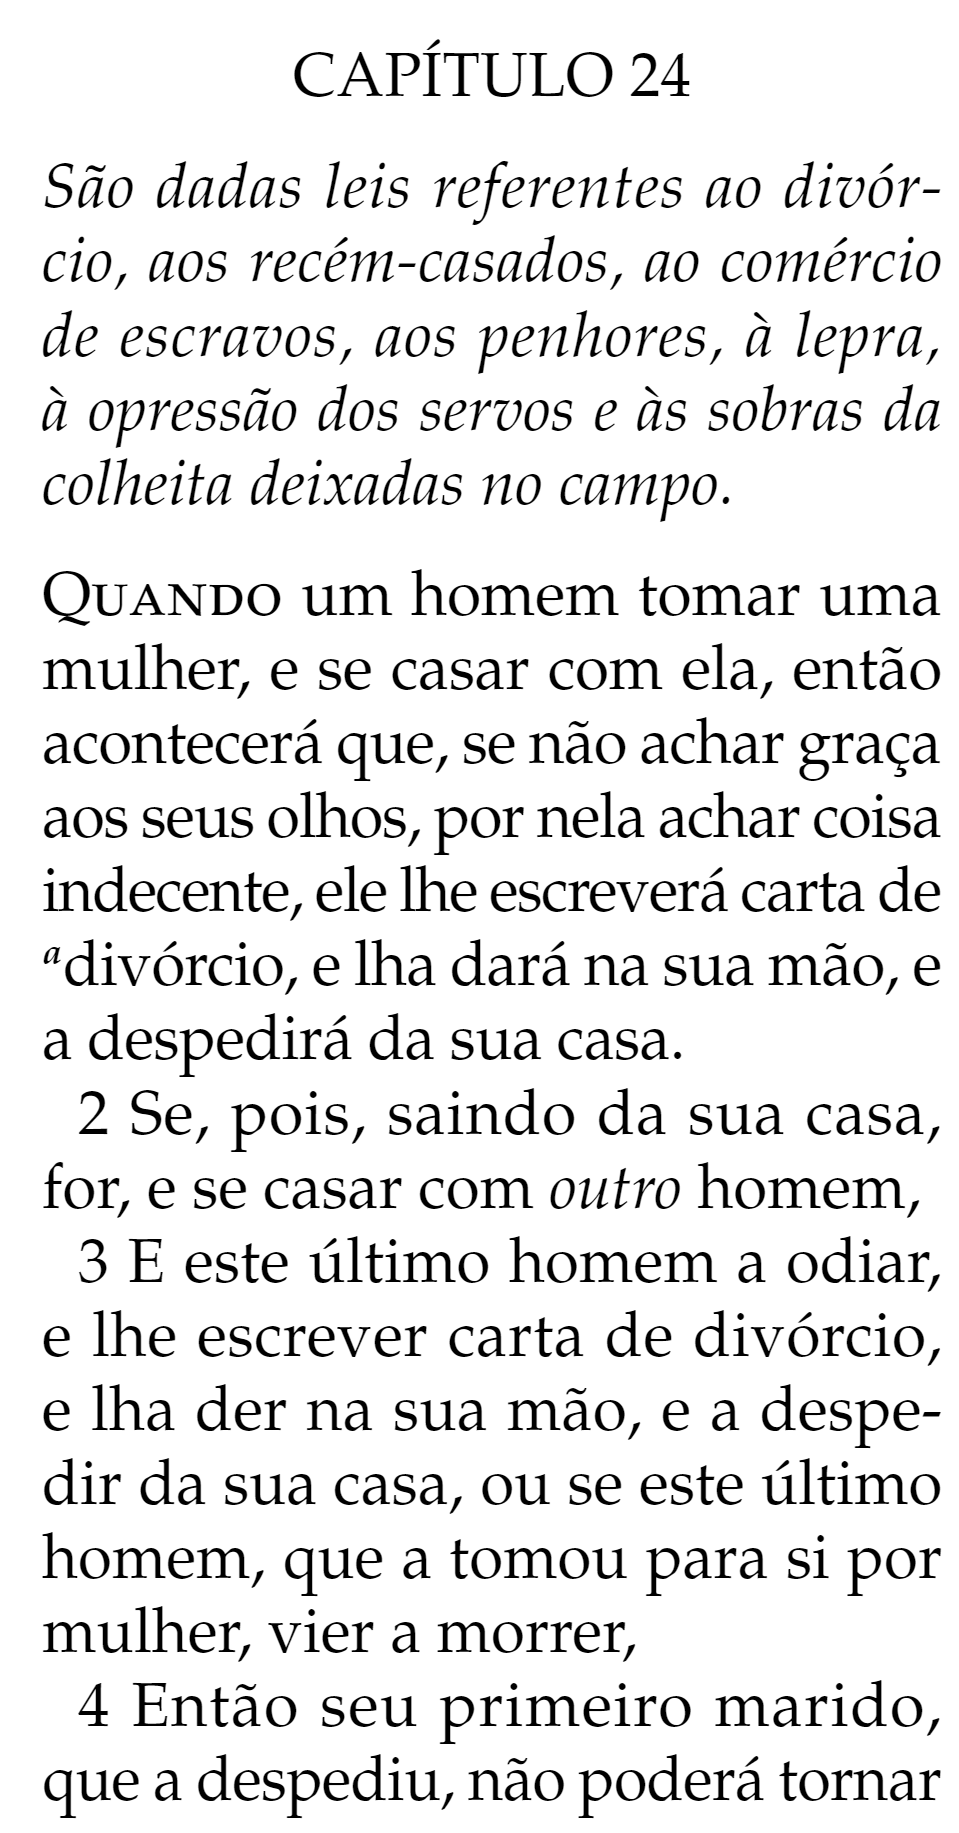 CAPÍTULO 24
São dadas leis referentes ao divór-
cio, aos recém-casados, ao comércio
de escravos, aos penhores, à lepra,
à opressão dos servos e às sobras da
colheita deixadas no campo.
Quando um homem tomar uma
mulher, e se casar com ela, então
acontecerá que, se não achar graça
aos seus olhos, por nela achar coisa
indecente, ele lhe escreverá carta de
ᵃdivórcio, e lha dará na sua mão, e
a despedirá da sua casa.
2 Se, pois, saindo da sua casa,
for, e se casar com outro homem,
3 E este último homem a odiar,
e lhe escrever carta de divórcio,
e lha der na sua mão, e a despe-
dir da sua casa, ou se este último
homem, que a tomou para si por
mulher, vier a morrer,
4 Então seu primeiro marido,
que a despediu, não poderá tornar